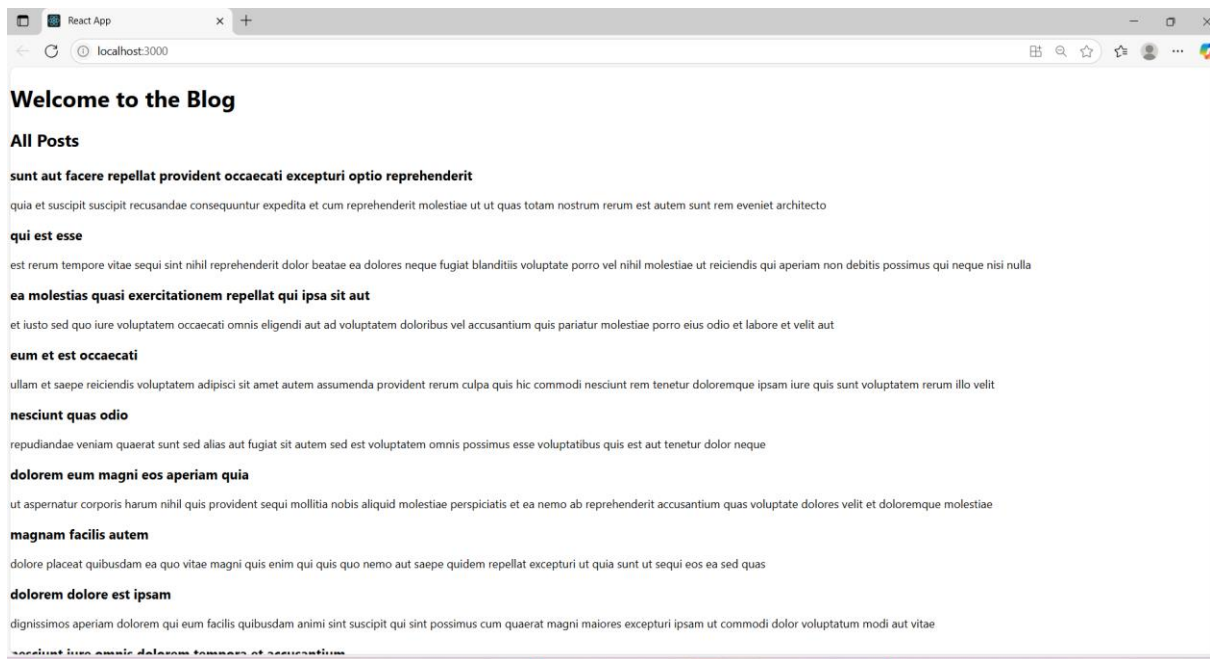 React App
localhost:3000
Welcome to the Blog
All Posts
sunt aut facere repellat provident occaecati excepturi optio reprehenderit
quia et suscipit suscipit recusandae consequuntur expedita et cum reprehenderit molestiae ut ut quas totam nostrum rerum est autem sunt rem eveniet architecto
qui est esse
est rerum tempore vitae sequi sint nihil reprehenderit dolor beatae ea dolores neque fugiat blanditiis voluptate porro vel nihil molestiae ut reiciendis qui aperiam non debitis possimus qui neque nisi nulla
ea molestias quasi exercitationem repellat qui ipsa sit aut
et iusto sed quo iure voluptatem occaecati omnis eligendi aut ad voluptatem doloribus vel accusantium quis pariatur molestiae porro eius odio et labore et velit aut
eum et est occaecati
ullam et saepe reiciendis voluptatem adipisci sit amet autem assumenda provident rerum culpa quis hic commodi nesciunt rem tenetur doloremque ipsam iure quis sunt voluptatem rerum illo velit
nesciunt quas odio
repudiandae veniam quaerat sunt sed alias aut fugiat sit autem sed est voluptatem omnis possimus esse voluptatibus quis est aut tenetur dolor neque
dolorem eum magni eos aperiam quia
ut aspernatur corporis harum nihil quis provident sequi mollitia nobis aliquid molestiae perspiciatis et ea nemo ab reprehenderit accusantium quas voluptate dolores velit et doloremque molestiae
magnam facilis autem
dolore placeat quibusdam ea quo vitae magni quis enim qui quis quo nemo aut saepe quidem repellat excepturi ut quia sunt ut sequi eos ea sed quas
dolorem dolore est ipsam
dignissimos aperiam dolorem qui eum facilis quibusdam animi sint suscipit qui sint possimus cum quaerat magni maiores excepturi ipsam ut commodi dolor voluptatum modi aut vitae
nesciunt iure omnis dolorem tempora et accusantium